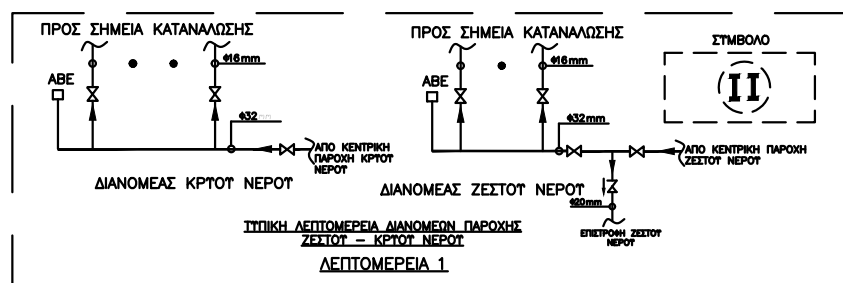 ΠΡΟΣ ΣΗΜΕΙΑ ΚΑΤΑΝΑΛΩΣΗΣ
Φ16mm
ΑΒΕ
Φ32mm
ΑΠΟ ΚΕΝΤΡΙΚΗ
ΠΑΡΟΧΗ ΚΡΥΟΥ
ΝΕΡΟΥ
ΔΙΑΝΟΜΕΑΣ ΚΡΥΟΥ ΝΕΡΟΥ
ΠΡΟΣ ΣΗΜΕΙΑ ΚΑΤΑΝΑΛΩΣΗΣ
Φ16mm
ΑΒΕ
Φ32mm
ΑΠΟ ΚΕΝΤΡΙΚΗ ΠΑΡΟΧΗ
ΖΕΣΤΟΥ ΝΕΡΟΥ
ΔΙΑΝΟΜΕΑΣ ΖΕΣΤΟΥ ΝΕΡΟΥ
Φ20mm
ΕΠΙΣΤΡΟΦΗ ΖΕΣΤΟΥ
ΝΕΡΟΥ
ΣΥΜΒΟΛΟ
ΤΥΠΙΚΗ ΛΕΠΤΟΜΕΡΕΙΑ ΔΙΑΝΟΜΕΩΝ ΠΑΡΟΧΗΣ
ΖΕΣΤΟΥ - ΚΡΥΟΥ ΝΕΡΟΥ
ΛΕΠΤΟΜΕΡΕΙΑ 1